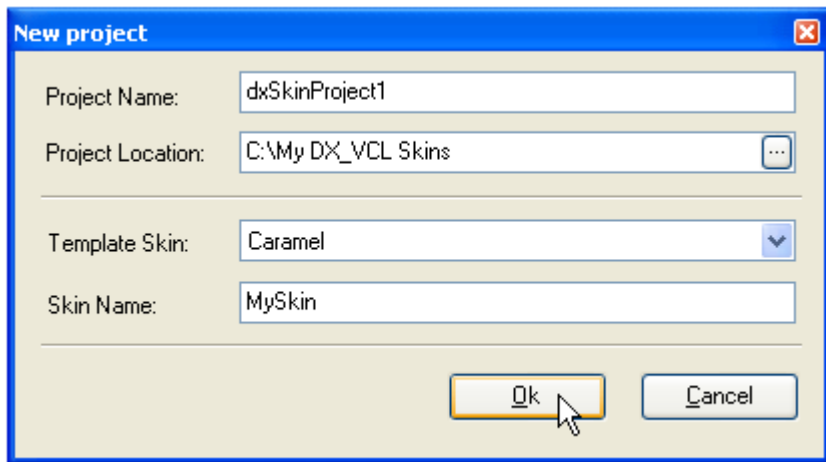 New project
Project Name: dxSkinProject1
Project Location: C:\My DX_VCL Skins ...
Template Skin: Caramel
Skin Name: MySkin
Ok Cancel